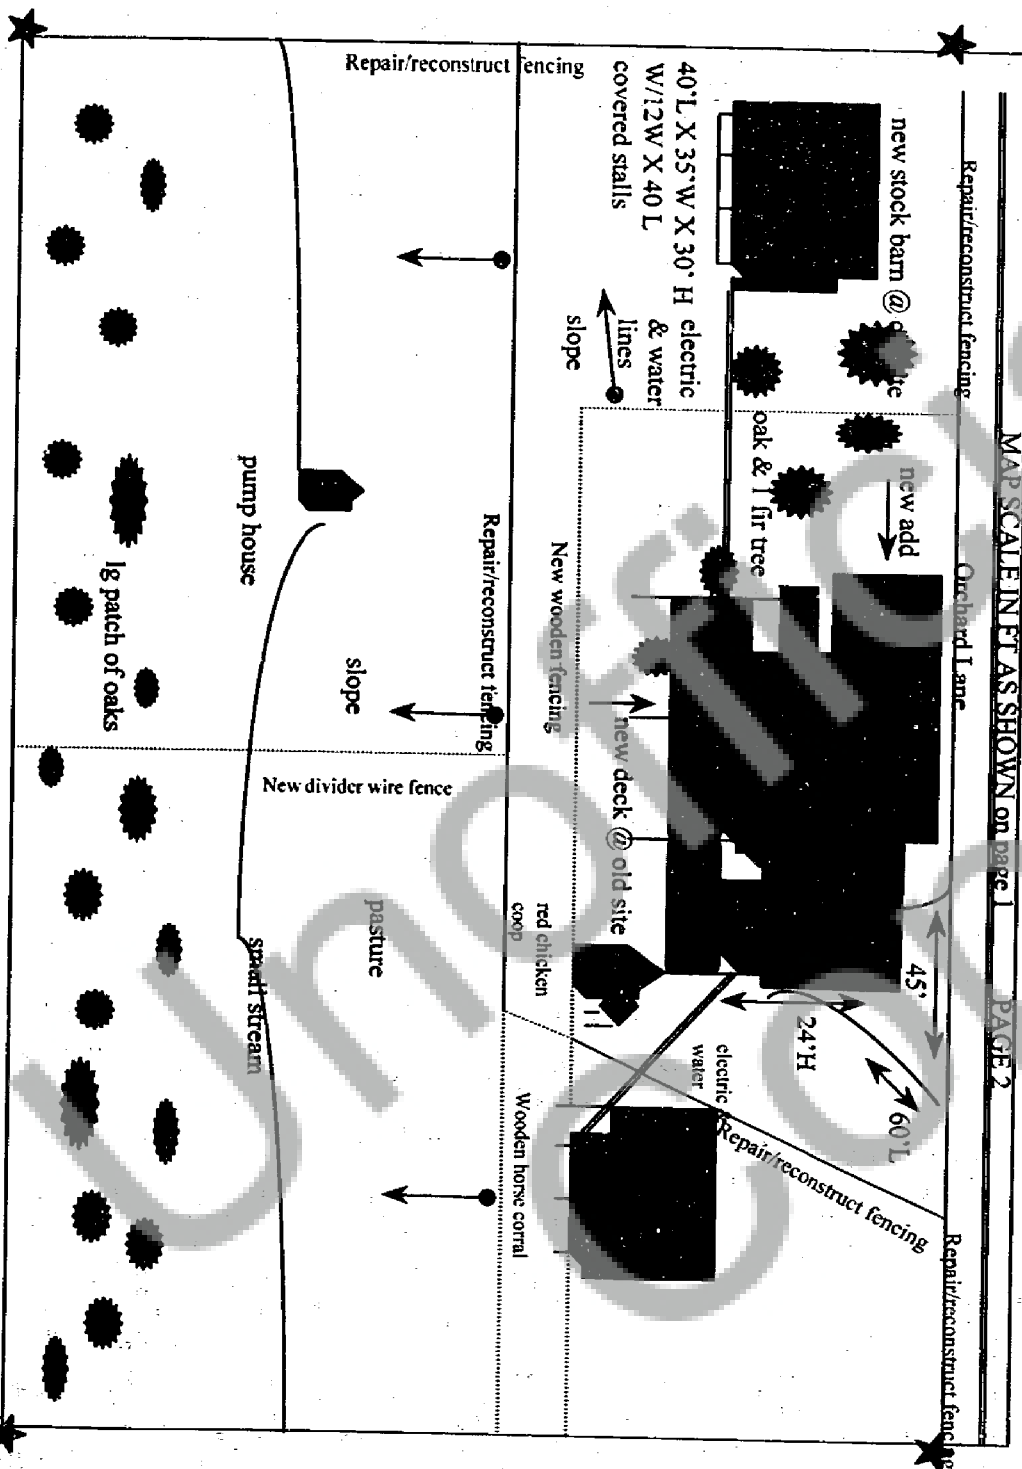 MAP SCALE IN FT AS SHOWN on page 1 PAGE 2
Repair/reconstruct fencing
Orchard Lane
Repair/reconstruct fencing
new stock barn @
new add
45'
60'L
24'H
Repair/reconstruct fencing
oak & 1 fir tree
electric
water
40'L X 35'W X 30' H
W/12W X 40 L
covered stalls
electric
& water
lines
slope
new deck @ old site
New wooden fencing
red chicken
coop
Wooden horse corral
Repair/reconstruct fencing
Repair/reconstruct fencing
slope
New divider wire fence
pasture
pump house
small stream
lg patch of oaks
Unofficial
Copy